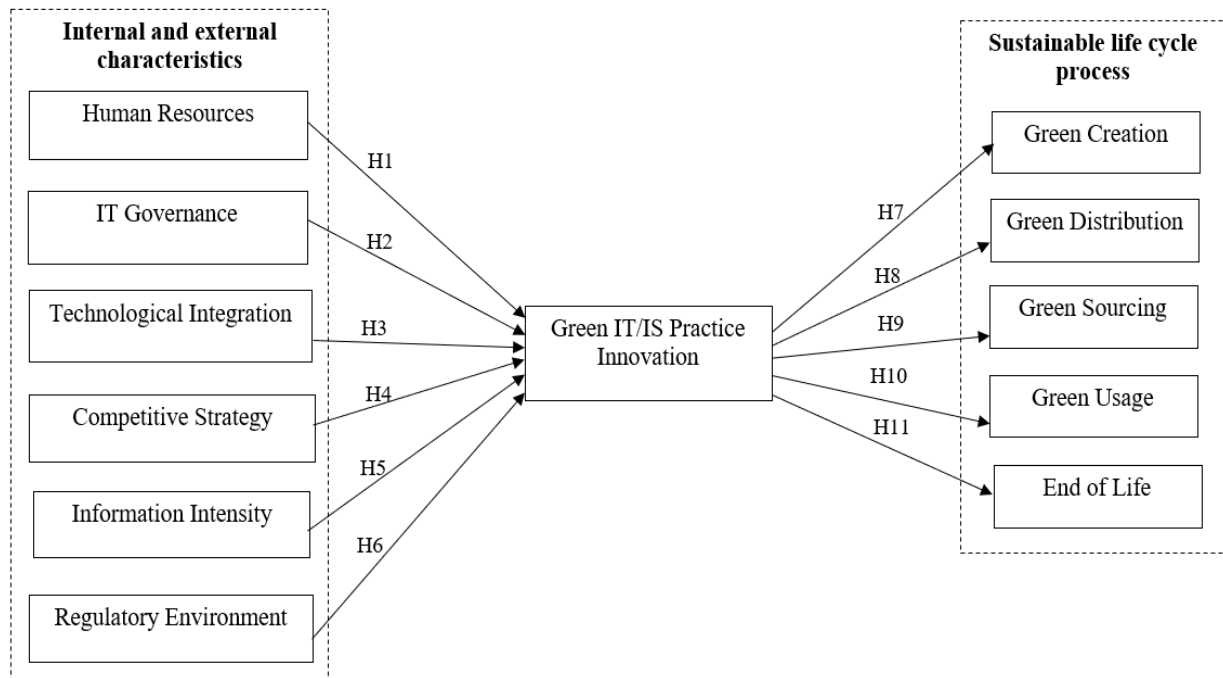 Internal and external
characteristics
Human Resources
IT Governance
Technological Integration
Competitive Strategy
Information Intensity
Regulatory Environment
H1
H2
H3
H4
H5
H6
Green IT/IS Practice
Innovation
H7
H8
H9
H10
H11
Sustainable life cycle
process
Green Creation
Green Distribution
Green Sourcing
Green Usage
End of Life